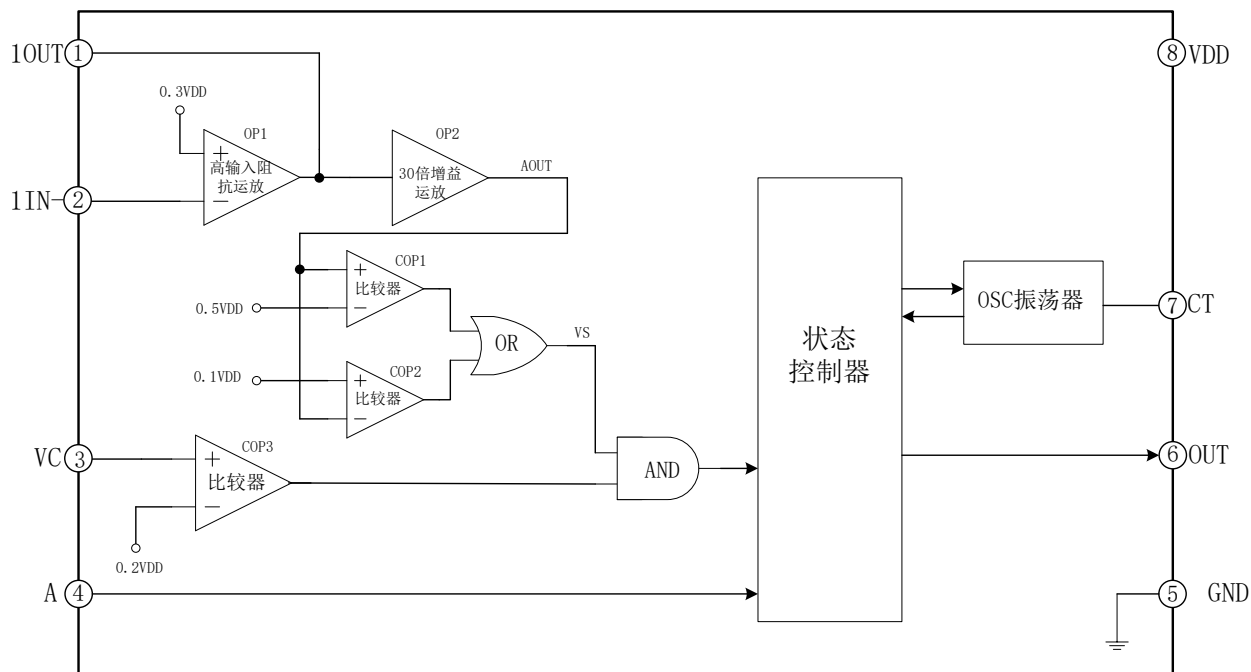 1OUT
1
8
VDD
0.3VDD
OP1
OP2
+
高输入阻
抗运放
−
30倍增益
运放
AOUT
1IN-
2
COP1
+
比较器
−
0.5VDD
OR
VS
COP2
0.1VDD
+
比较器
−
状态
控制器
OSC振荡器
7
CT
VC
3
COP3
+
比较器
−
AND
6
OUT
0.2VDD
A
4
5
GND